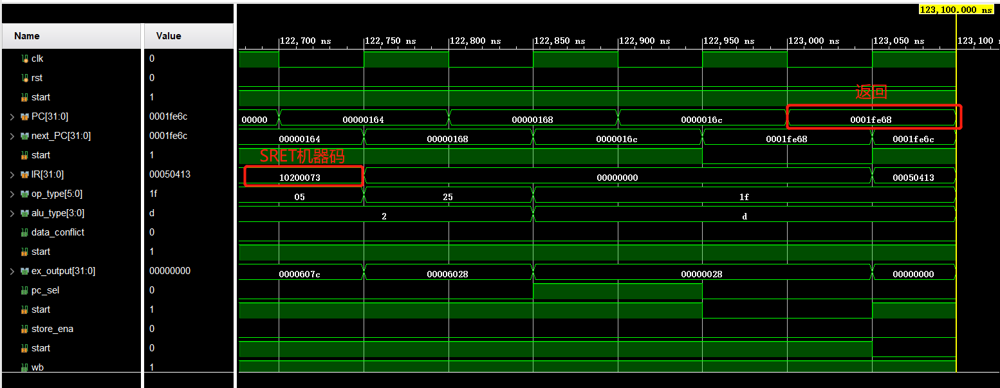 123,100.000 ns
Name Value
122,700 ns 122,750 ns 122,800 ns 122,850 ns 122,900 ns 122,950 ns 123,000 ns 123,050 ns 123,100 n
clk 0
rst 0
start 1
返回
PC[31:0] 0001fe6c 00000 00000164 00000168 0000016c 0001fe68
next_PC[31:0] 0001fe6c 00000164 00000168 0000016c 0001fe68 0001fe6c
start 1
SRET机器码
IR[31:0] 00050413 10200073 00000000 00050413
op_type[5:0] 1f 05 25 1f
alu_type[3:0] d 2 d
data_conflict 0
start 1
ex_output[31:0] 00000000 0000607c 00006028 00000028 00000000
pc_sel 0
start 1
store_ena 0
start 0
wb 1